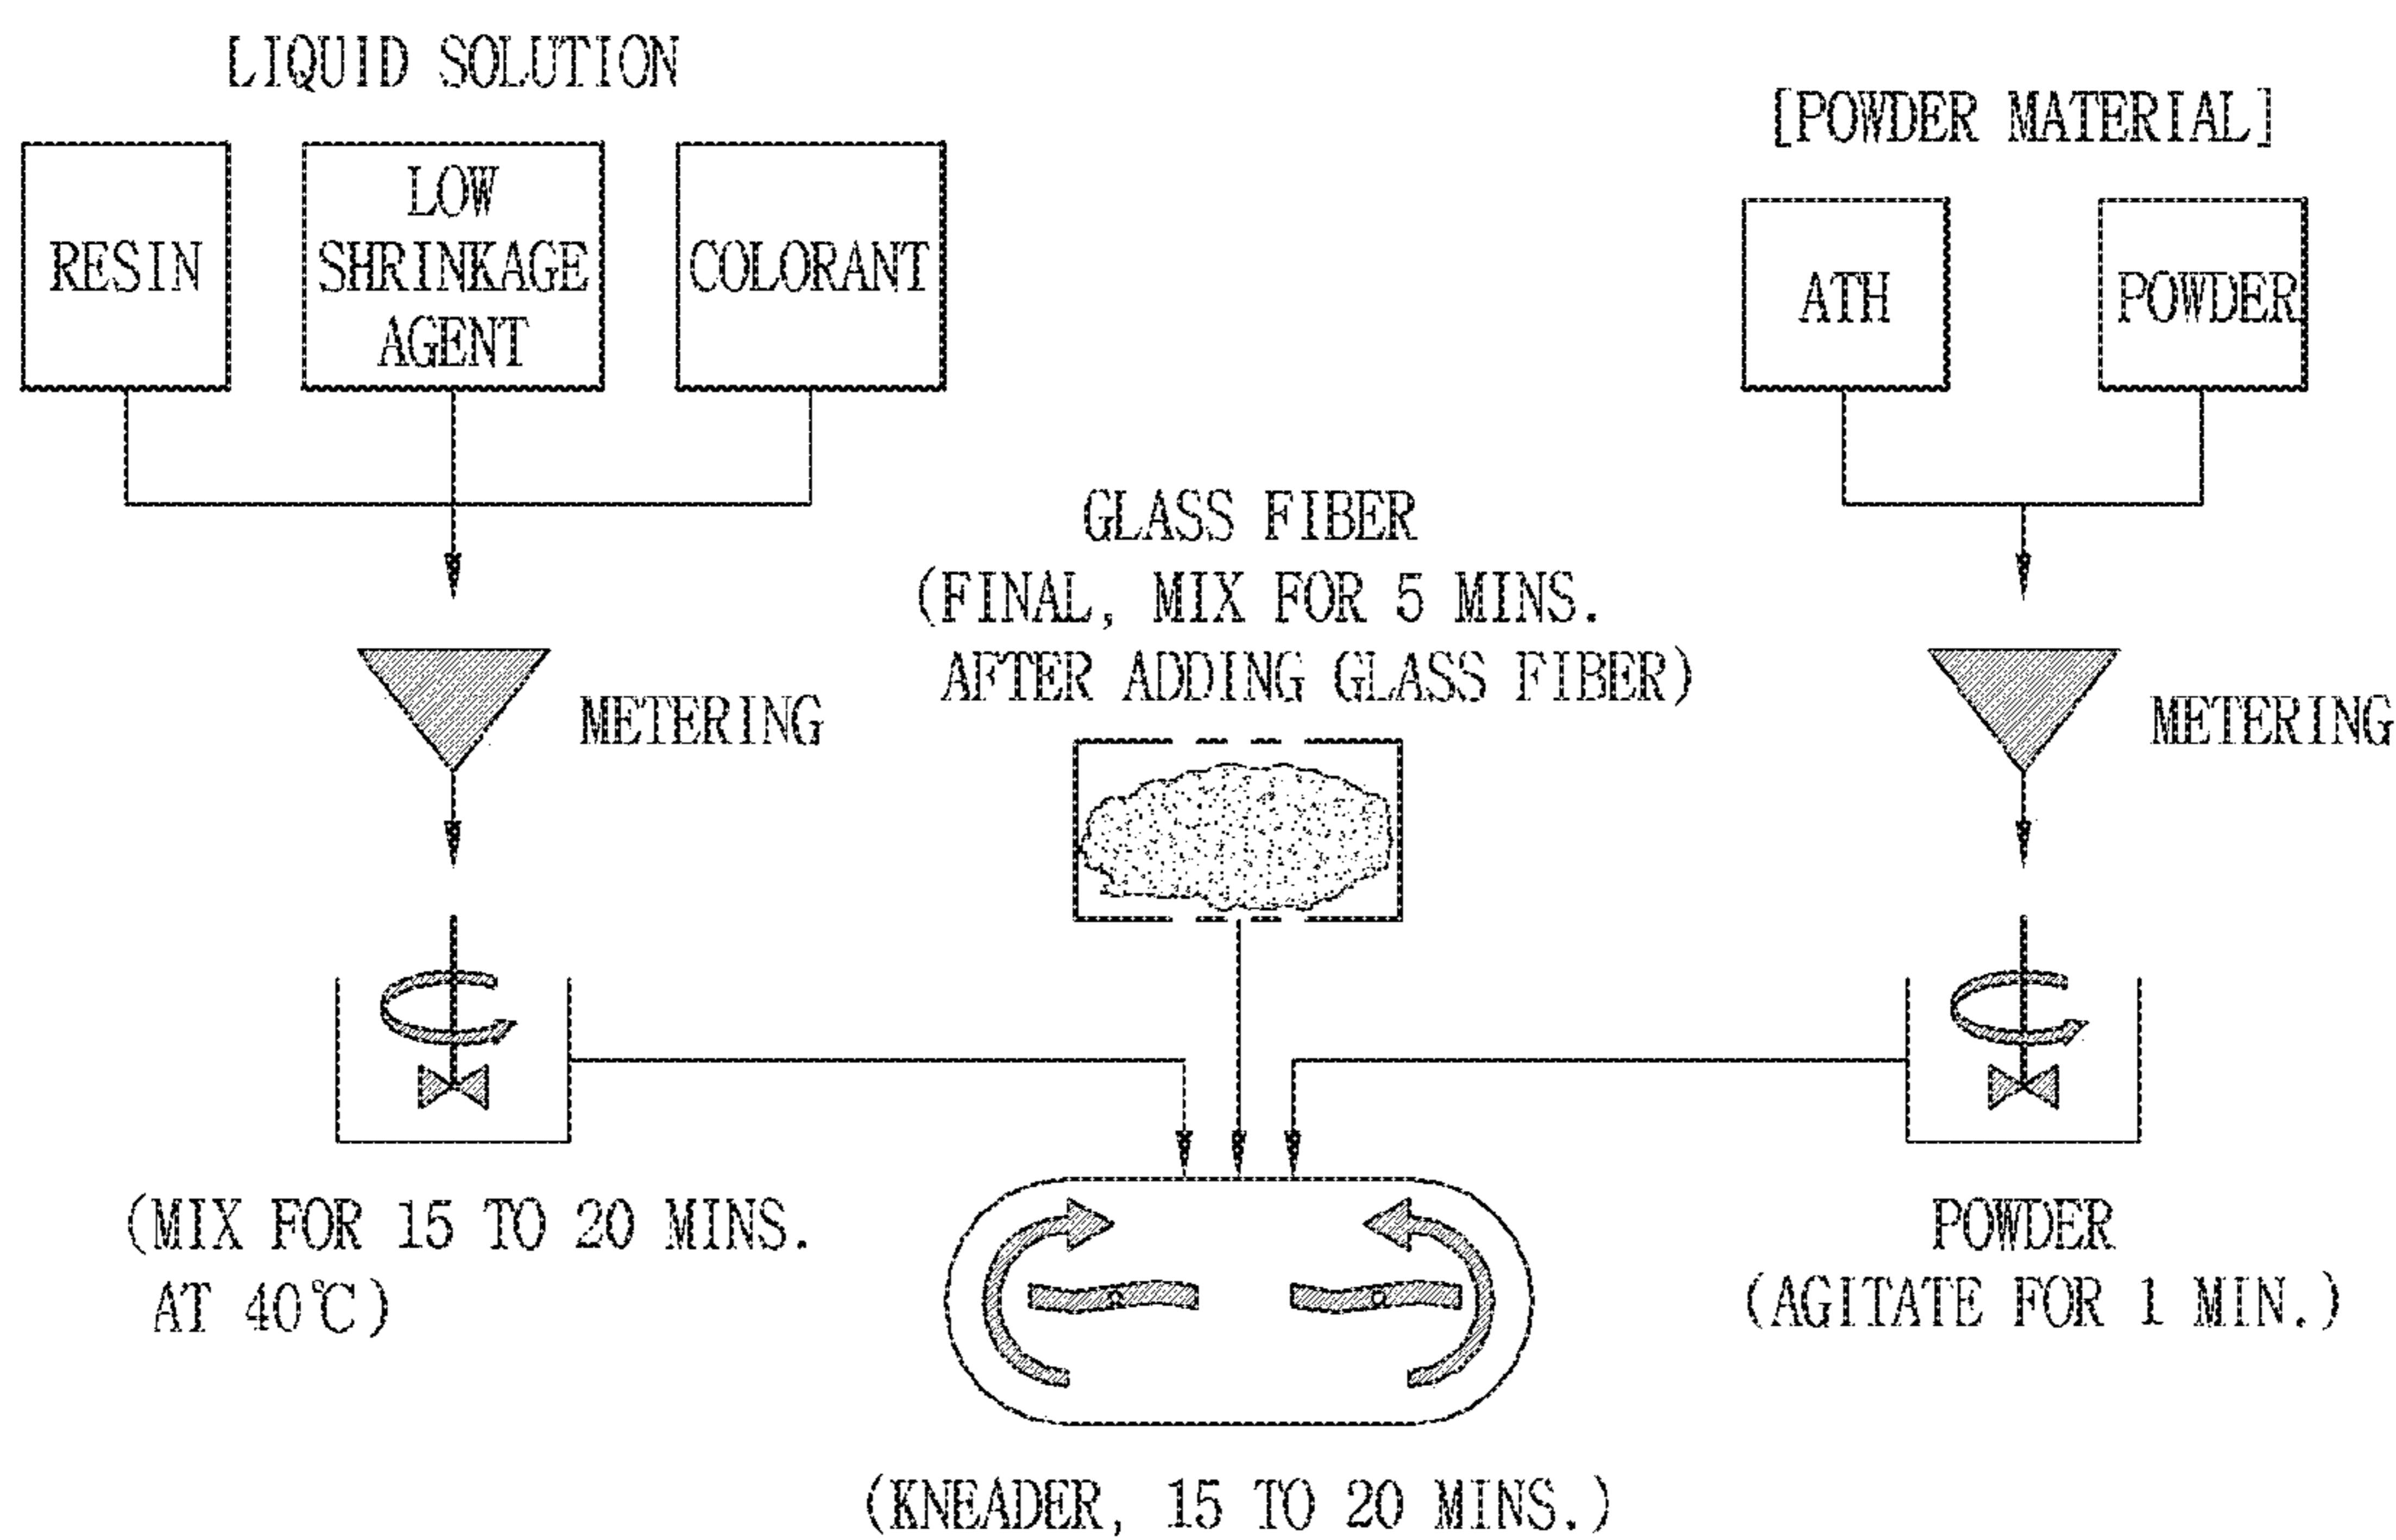 LIQUID SOLUTION
RESIN
LOW
SHRINKAGE
AGENT
COLORANT
[POWDER MATERIAL]
ATH
POWDER
GLASS FIBER
(FINAL, MIX FOR 5 MINS.
AFTER ADDING GLASS FIBER)
METERING
METERING
(MIX FOR 15 TO 20 MINS.
AT 40℃)
POWDER
(AGITATE FOR 1 MIN.)
(KNEADER, 15 TO 20 MINS.)